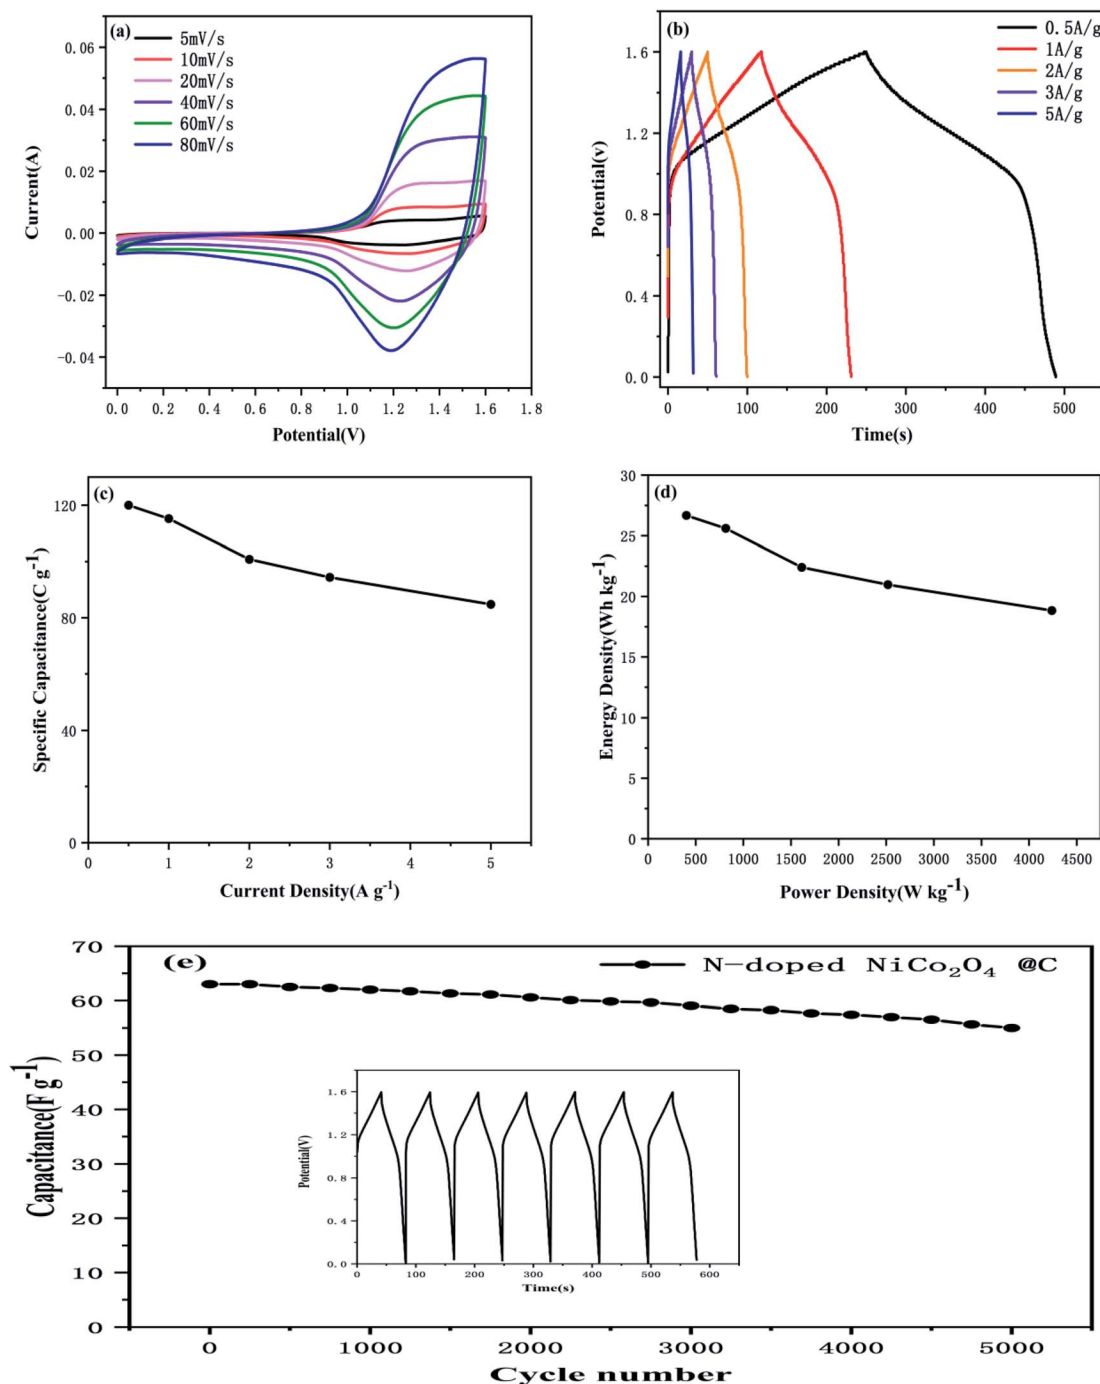 (a)
5mV/s
10mV/s
20mV/s
40mV/s
60mV/s
80mV/s
0.06
0.04
0.02
0.00
-0.02
-0.04
Current(A)
0.0 0.2 0.4 0.6 0.8 1.0 1.2 1.4 1.6 1.8
Potential(V)
(b)
0.5A/g
1A/g
2A/g
3A/g
5A/g
1.6
1.2
0.8
0.4
0.0
Potential(v)
0 100 200 300 400 500
Time(s)
(c)
120
80
40
0
Specific Capacitance(C g-1)
0 1 2 3 4 5
Current Density(A g-1)
(d)
30
25
20
15
10
5
0
Energy Density(Wh kg-1)
0 400 1000 1600 2000 2500 3000 3500 4000 4500
Power Density(W kg-1)
(e)
N-doped NiCo2O4 @C
70
60
50
40
30
20
10
0
Capacitance(F g-1)
1.6
1.2
0.8
0.4
0.0
Potential(V)
0 100 200 300 400 500 600
Time(s)
0 1000 2000 3000 4000 5000
Cycle number